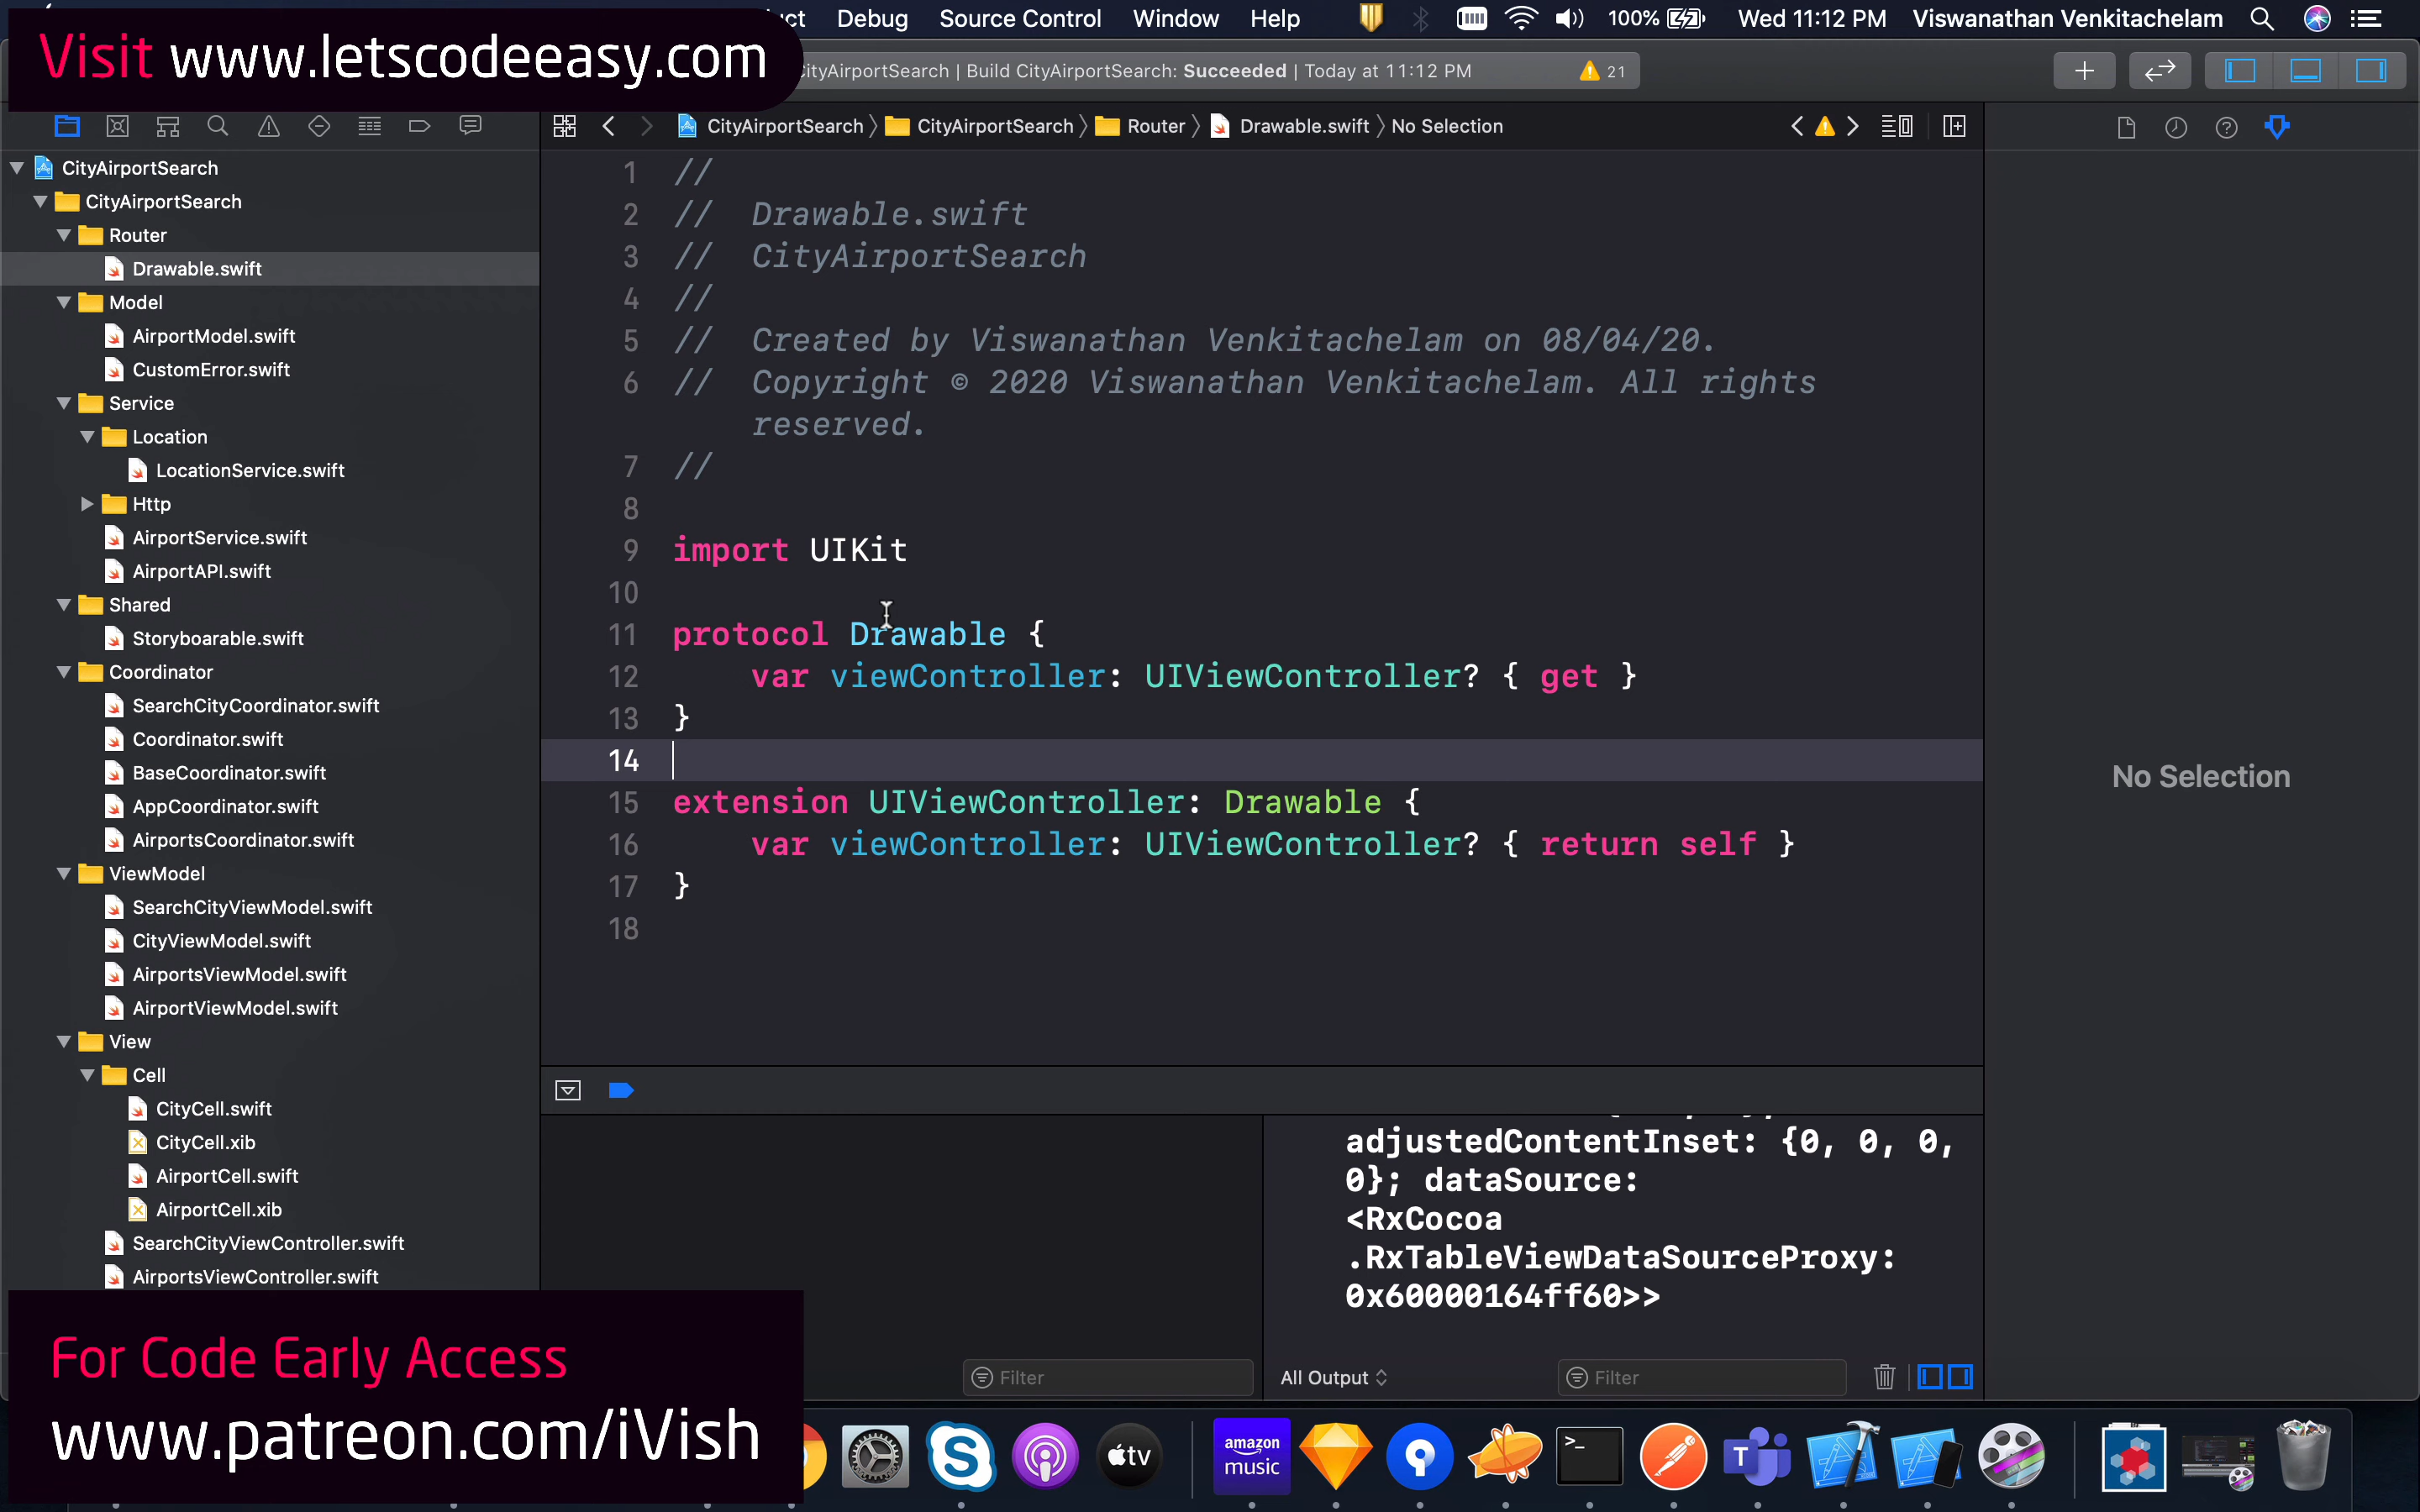 Visit www.letscodeeasy.com
Debug Source Control Window Help 100% Wed 11:12 PM Viswanathan Venkitachelam
CityAirportSearch | Build CityAirportSearch: Succeeded | Today at 11:12 PM 21
CityAirportSearch CityAirportSearch Router Drawable.swift No Selection
CityAirportSearch
CityAirportSearch
Router
Drawable.swift
Model
AirportModel.swift
CustomError.swift
Service
Location
LocationService.swift
Http
AirportService.swift
AirportAPI.swift
Shared
Storyboarable.swift
Coordinator
SearchCityCoordinator.swift
Coordinator.swift
BaseCoordinator.swift
AppCoordinator.swift
AirportsCoordinator.swift
ViewModel
SearchCityViewModel.swift
CityViewModel.swift
AirportsViewModel.swift
AirportViewModel.swift
View
Cell
CityCell.swift
CityCell.xib
AirportCell.swift
AirportCell.xib
SearchCityViewController.swift
AirportsViewController.swift
1 //
2 // Drawable.swift
3 // CityAirportSearch
4 //
5 // Created by Viswanathan Venkitachelam on 08/04/20.
6 // Copyright © 2020 Viswanathan Venkitachelam. All rights
reserved.
7 //
8
9 import UIKit
10
11 protocol Drawable {
12 var viewController: UIViewController? { get }
13 }
14
15 extension UIViewController: Drawable {
16 var viewController: UIViewController? { return self }
17 }
18
No Selection
adjustedContentInset: {0, 0, 0,
0}; dataSource:
<RxCocoa
.RxTableViewDataSourceProxy:
0x60000164ff60>>
Filter
All Output
Filter
For Code Early Access
www.patreon.com/iVish
tv
amazon
music
>_
T